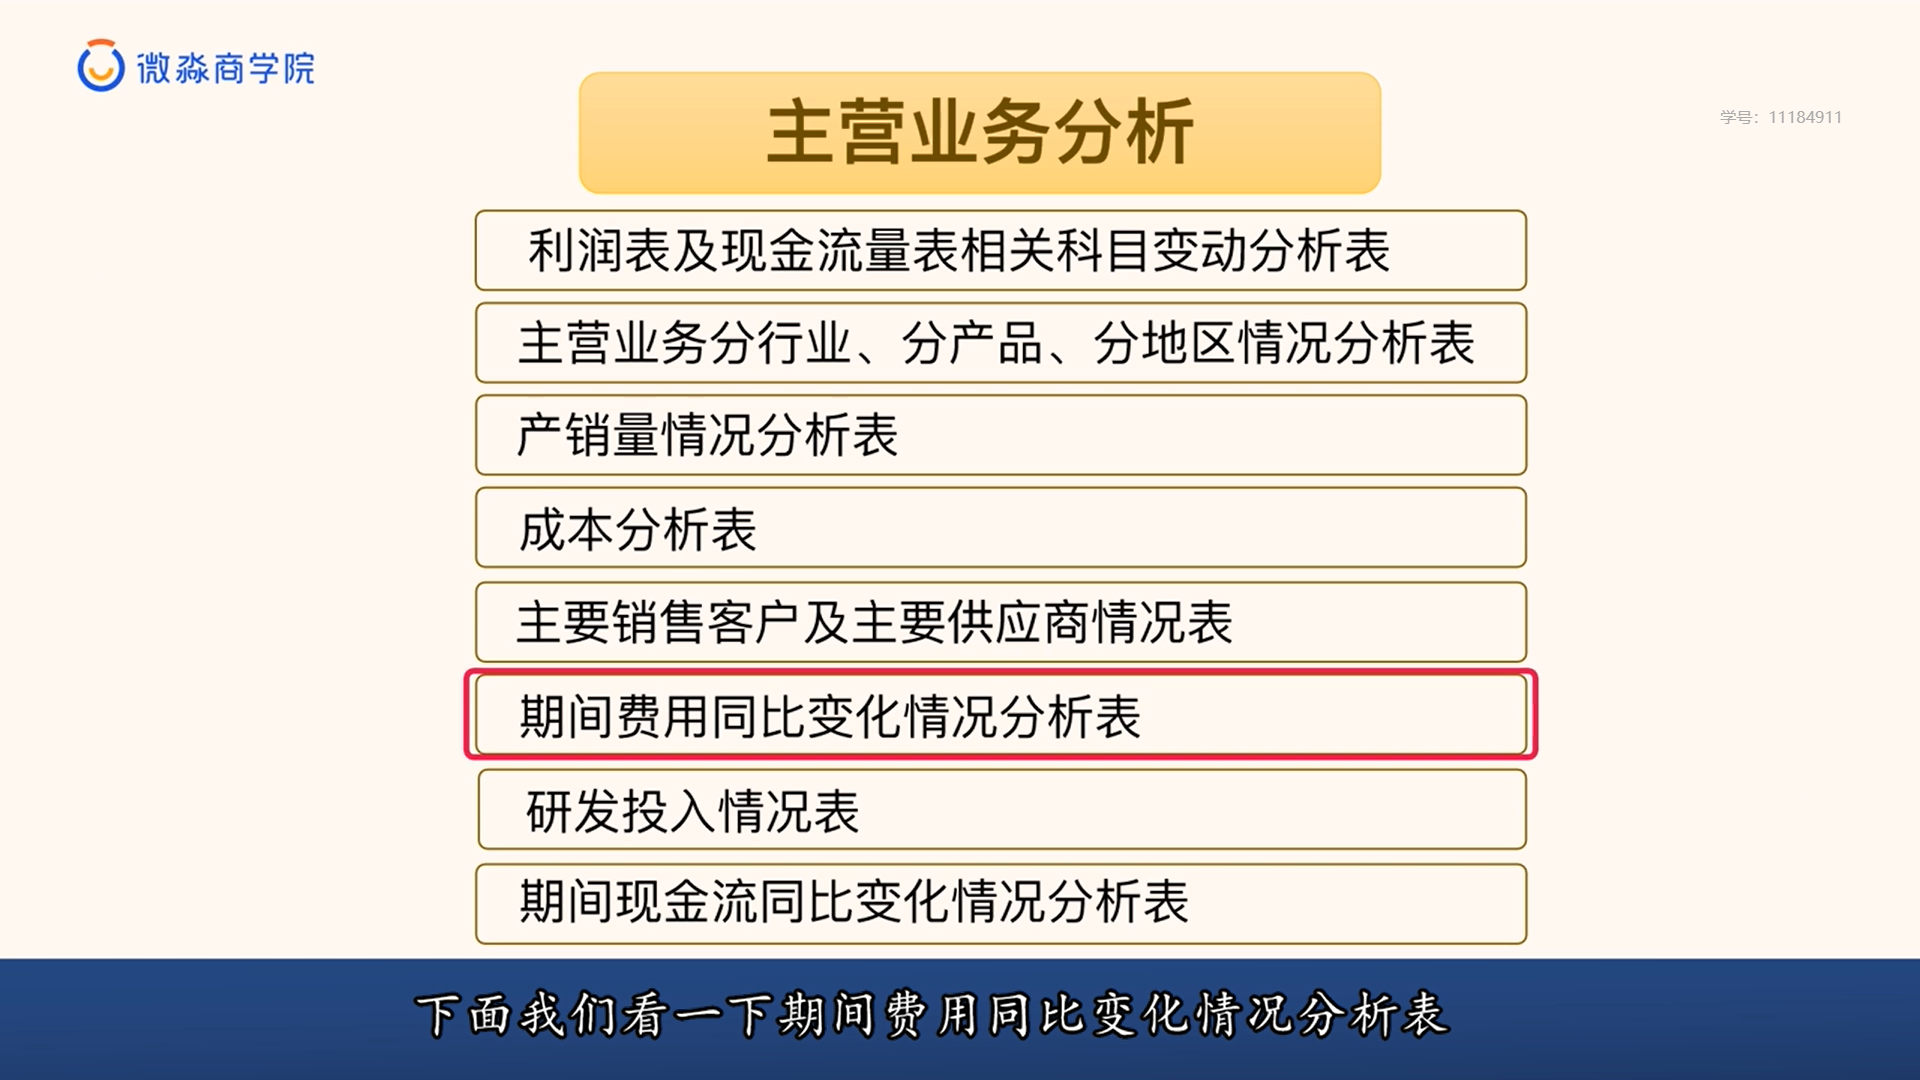 微淼商学院
学号：11184911
主营业务分析
利润表及现金流量表相关科目变动分析表
主营业务分行业、分产品、分地区情况分析表
产销量情况分析表
成本分析表
主要销售客户及主要供应商情况表
期间费用同比变化情况分析表
研发投入情况表
期间现金流同比变化情况分析表
下面我们看一下期间费用同比变化情况分析表